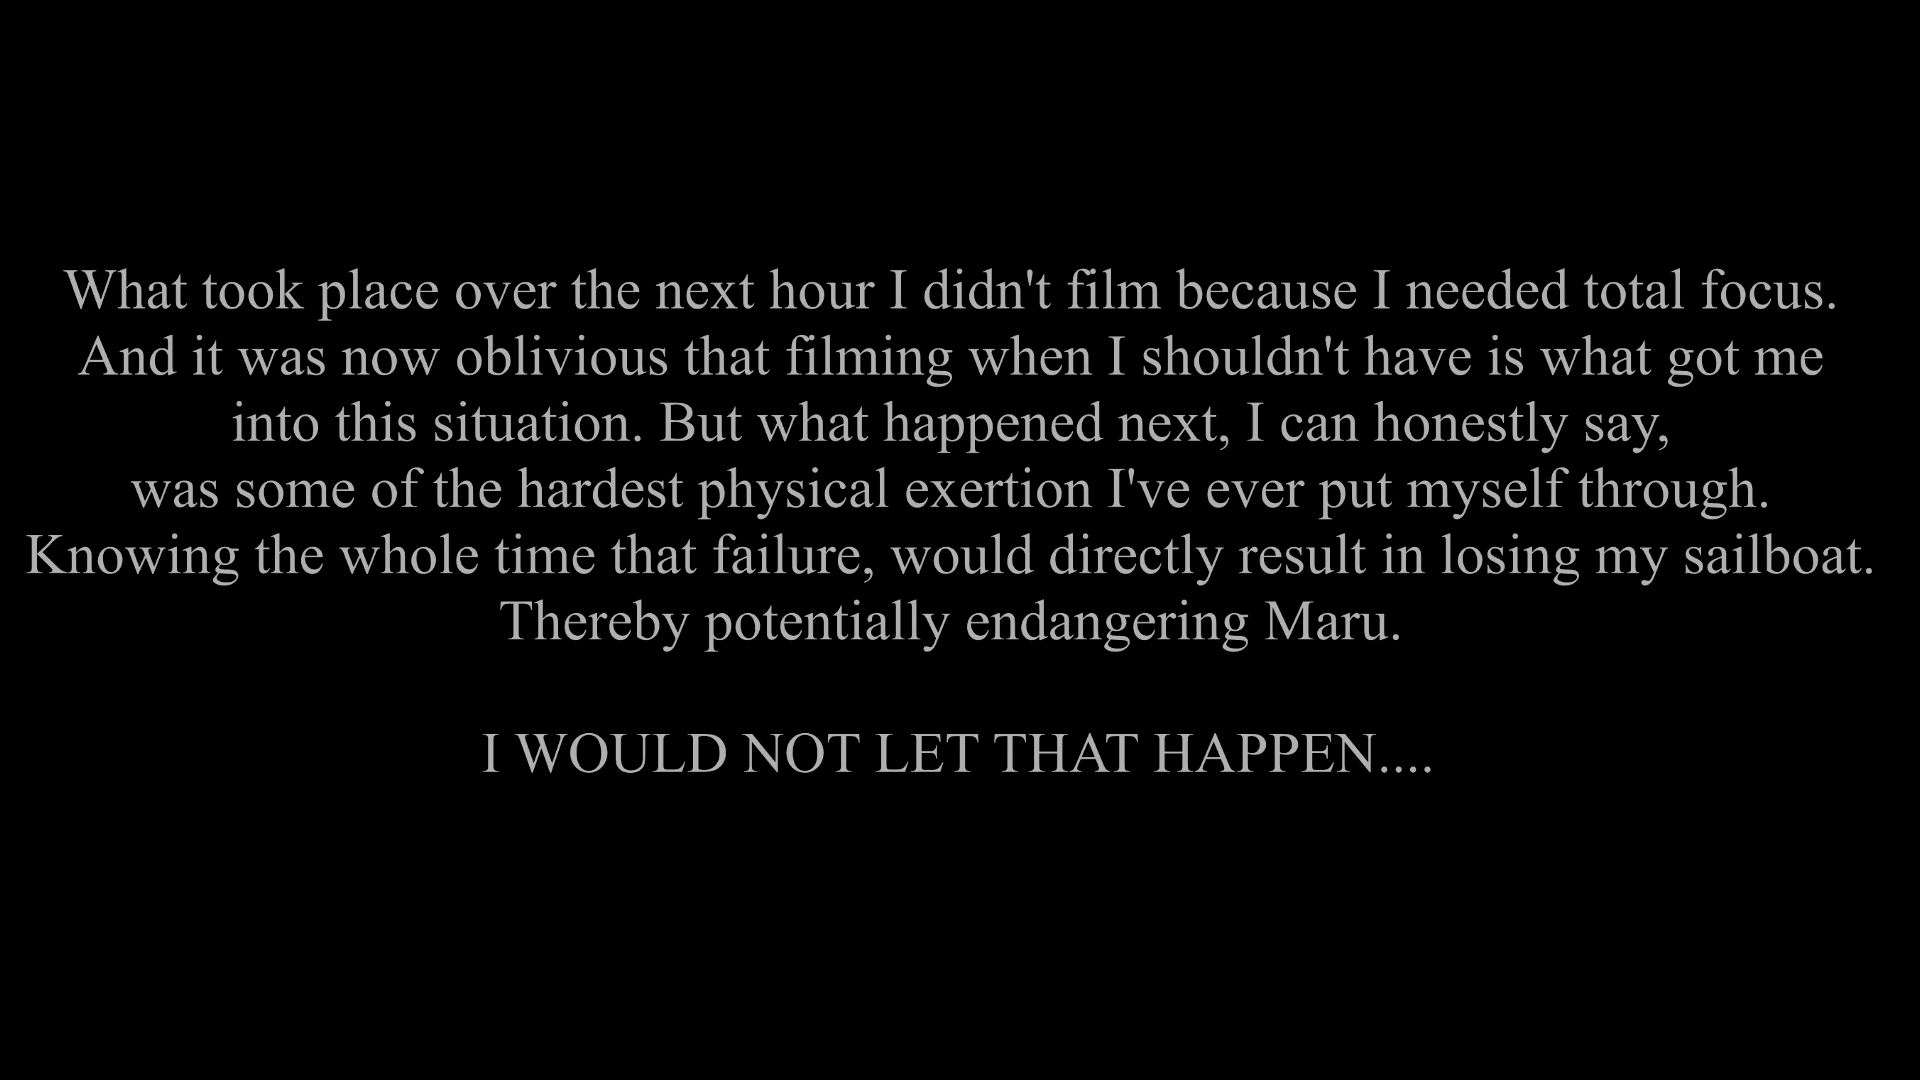 What took place over the next hour I didn't film because I needed total focus.
And it was now oblivious that filming when I shouldn't have is what got me
into this situation. But what happened next, I can honestly say,
was some of the hardest physical exertion I've ever put myself through.
Knowing the whole time that failure, would directly result in losing my sailboat.
Thereby potentially endangering Maru.
I WOULD NOT LET THAT HAPPEN....